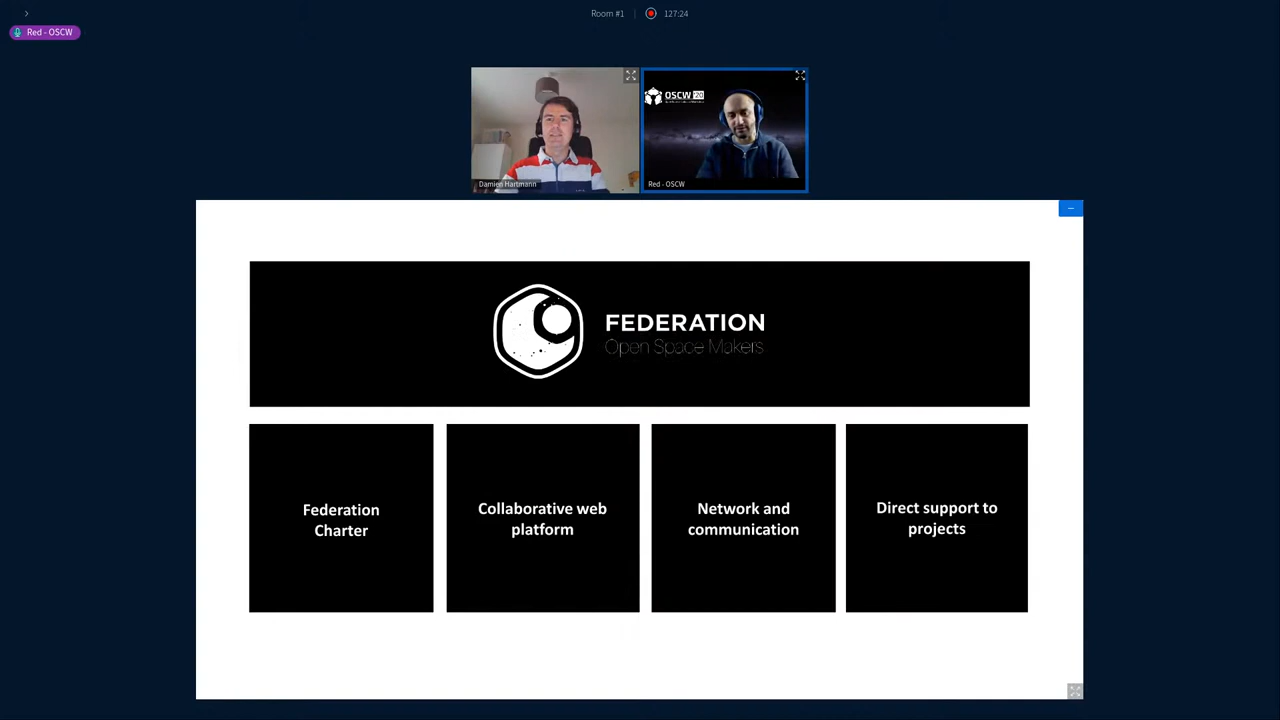 Room #1
127:24
Red - OSCW
OSCW '20
Damien Hartmann
Red - OSCW
FEDERATION
Open Space Makers
Federation
Charter
Collaborative web
platform
Network and
communication
Direct support to
projects